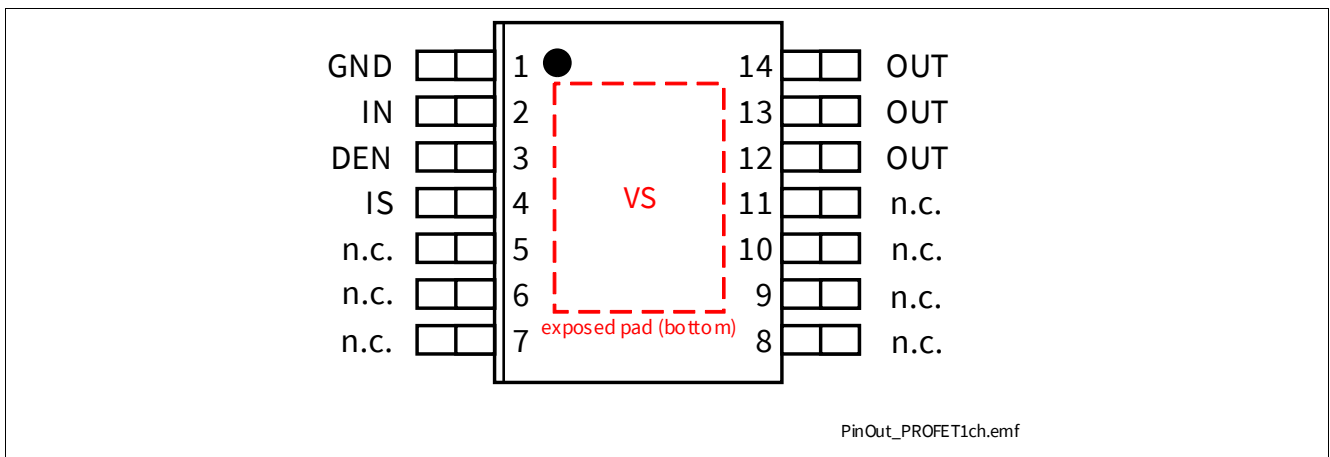 GND 1 14 OUT
IN 2 13 OUT
DEN 3 12 OUT
IS 4 VS 11 n.c.
n.c. 5 10 n.c.
n.c. 6 9 n.c.
exposed pad (bottom)
n.c. 7 8 n.c.
PinOut_PROFET1ch.emf